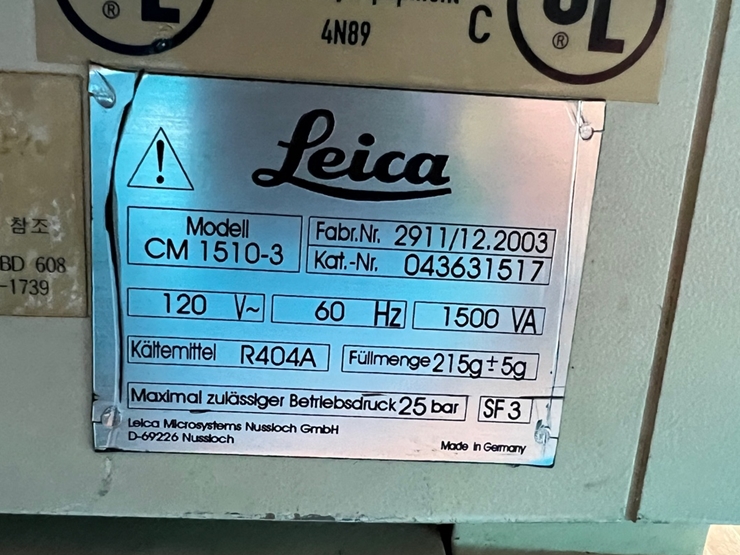 4N89
C
UL
®
®
참조
BD 608
-1739
Leica
Modell
CM 1510-3
Fabr.Nr. 2911/12.2003
Kat.-Nr. 043631517
120 V~
60 Hz
1500 VA
Kältemittel R404A
Füllmenge 215g±5g
Maximal zulässiger Betriebsdruck 25 bar
SF 3
Leica Microsystems Nussloch GmbH
D-69226 Nussloch
Made in Germany